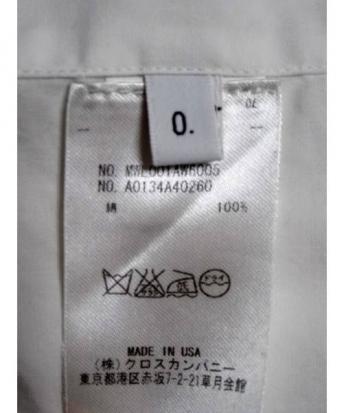 0.
NO. MWE001AW6005
NO. A0134A40260
綿 100%
MADE IN USA
(株)クロスカンパニー
東京都港区赤坂7-2-21草月会館